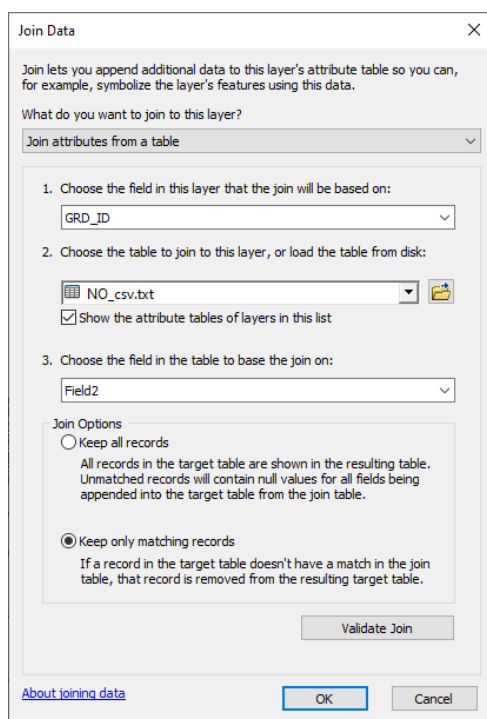 Join Data
Join lets you append additional data to this layer's attribute table so you can,
for example, symbolize the layer's features using this data.
What do you want to join to this layer?
Join attributes from a table
1. Choose the field in this layer that the join will be based on:
GRD_ID
2. Choose the table to join to this layer, or load the table from disk:
NO_csv.txt
Show the attribute tables of layers in this list
3. Choose the field in the table to base the join on:
Field2
Join Options
Keep all records
All records in the target table are shown in the resulting table.
Unmatched records will contain null values for all fields being
appended into the target table from the join table.
Keep only matching records
If a record in the target table doesn't have a match in the join
table, that record is removed from the resulting target table.
Validate Join
About joining data
OK
Cancel